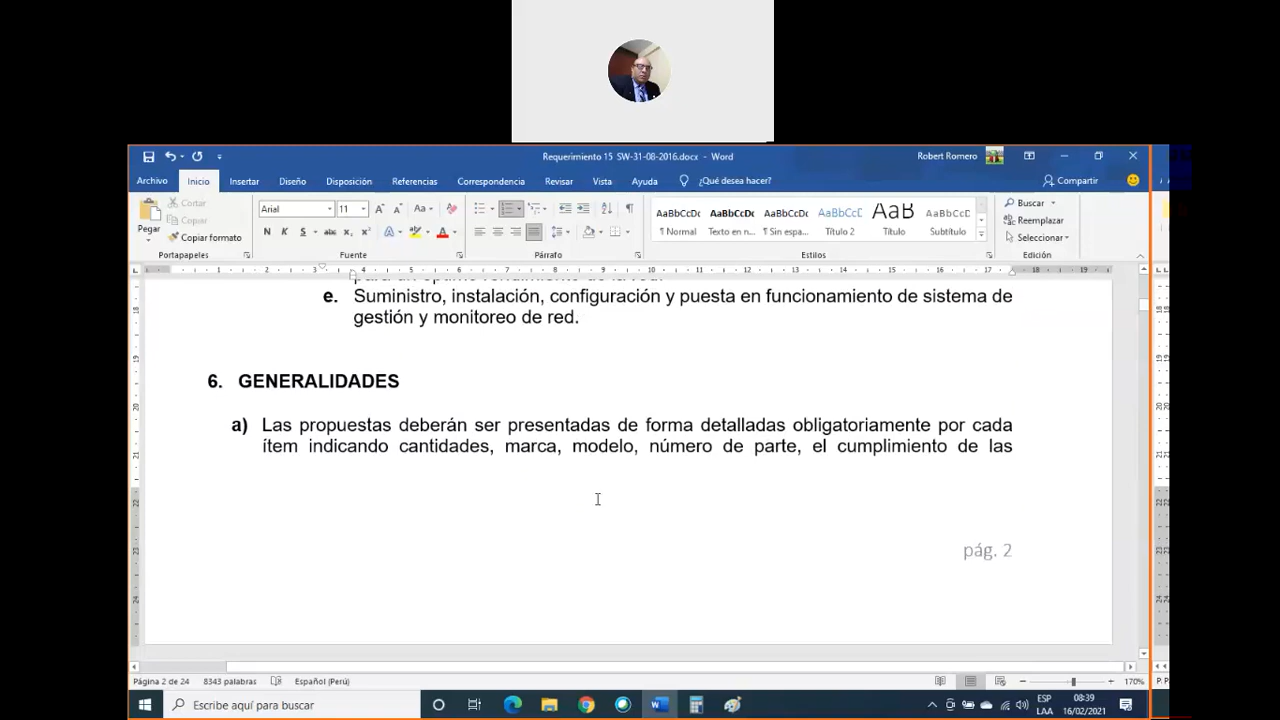 Requerimiento 15 SW-31-08-2016.docx - Word
Robert Romero
Archivo Inicio Insertar Diseño Disposición Referencias Correspondencia Revisar Vista Ayuda ¿Qué desea hacer? Compartir
Pegar
Cortar
Copiar
Copiar formato
Portapapeles
Arial 11
N K S abc
Fuente
Párrafo
AaBbCcDc AaBbCcDc AaBbCcDc AaBbCcD AaB AaBbCcD
¶ Normal Texto en n... ¶ Sin espa... Título 2 Título Subtítulo
Estilos
Buscar
Reemplazar
Seleccionar
Edición
e. Suministro, instalación, configuración y puesta en funcionamiento de sistema de
gestión y monitoreo de red.
6. GENERALIDADES
a) Las propuestas deberán ser presentadas de forma detalladas obligatoriamente por cada
ítem indicando cantidades, marca, modelo, número de parte, el cumplimiento de las
pág. 2
Página 2 de 24 8343 palabras Español (Perú) 170%
Escribe aquí para buscar
ESP
LAA
08:39
16/02/2021